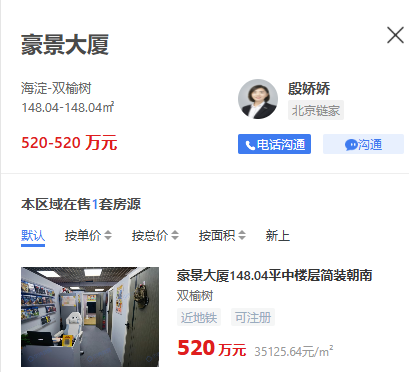 豪景大厦
海淀-双榆树
148.04-148.04㎡
520-520 万元
殷娇娇
北京链家
电话沟通
沟通
本区域在售1套房源
默认 按单价 按总价 按面积 新上
豪景大厦148.04平中楼层简装朝南
双榆树
近地铁 可注册
520 万元 35125.64元/m²